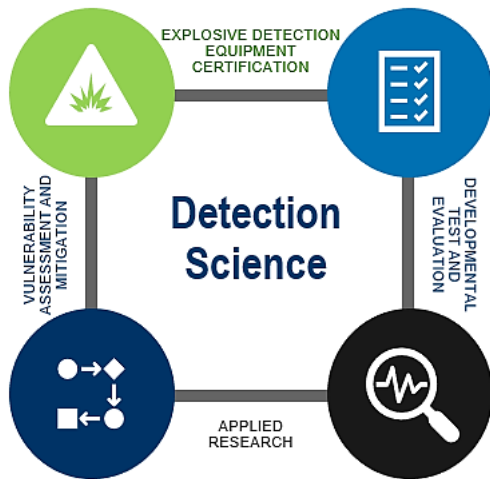 EXPLOSIVE DETECTION
EQUIPMENT
CERTIFICATION
VULNERABILITY
ASSESSMENT AND
MITIGATION
Detection
Science
DEVELOPMENTAL
TEST AND
EVALUATION
APPLIED
RESEARCH